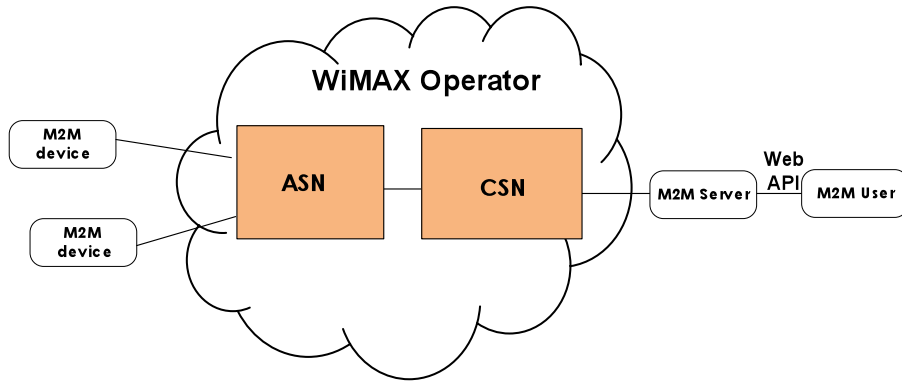 WiMAX Operator
M2M
device
ASN
CSN
M2M
device
M2M Server
Web
API
M2M User